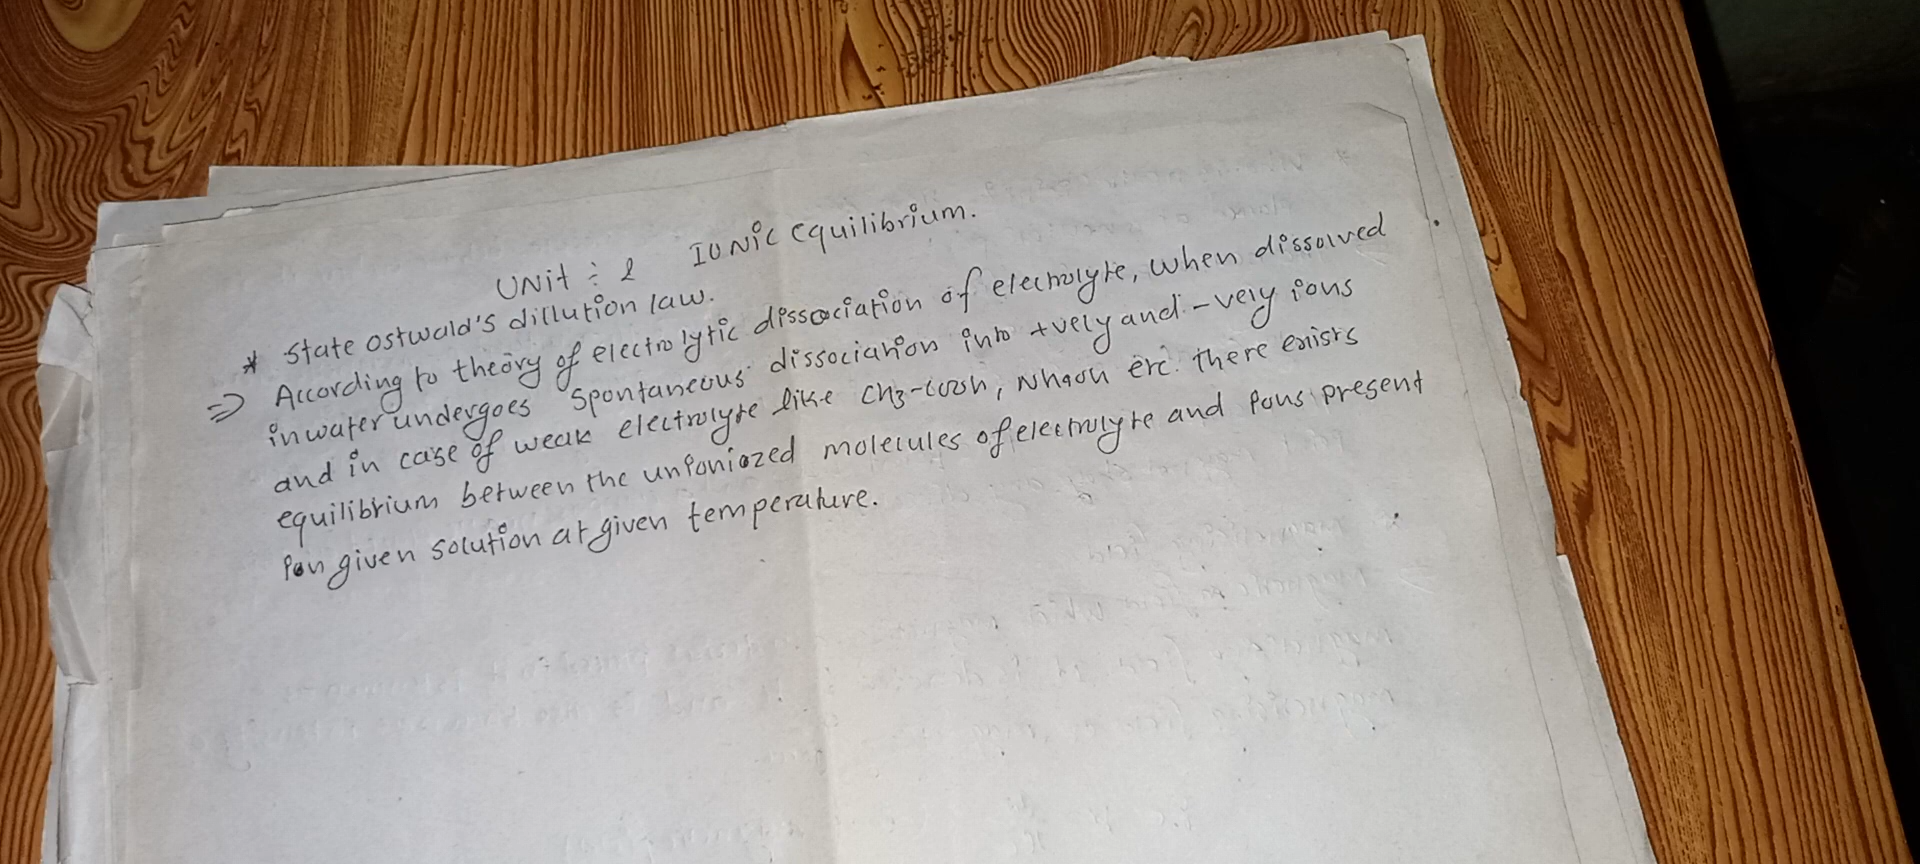 UNit : 2 IONic equilibrium.
* State ostwald's dillution law.
⇒ According to theory of electrolytic dissociation of electrolyte, when dissolved
in water undergoes spontaneous dissociation into +vely and -vely ions
and in case of weak electrolyte like CH3-COOH, NH4OH etc. there exists
equilibrium between the unioniozed molecules of electrolyte and ions present
ion given solution at given temperature.